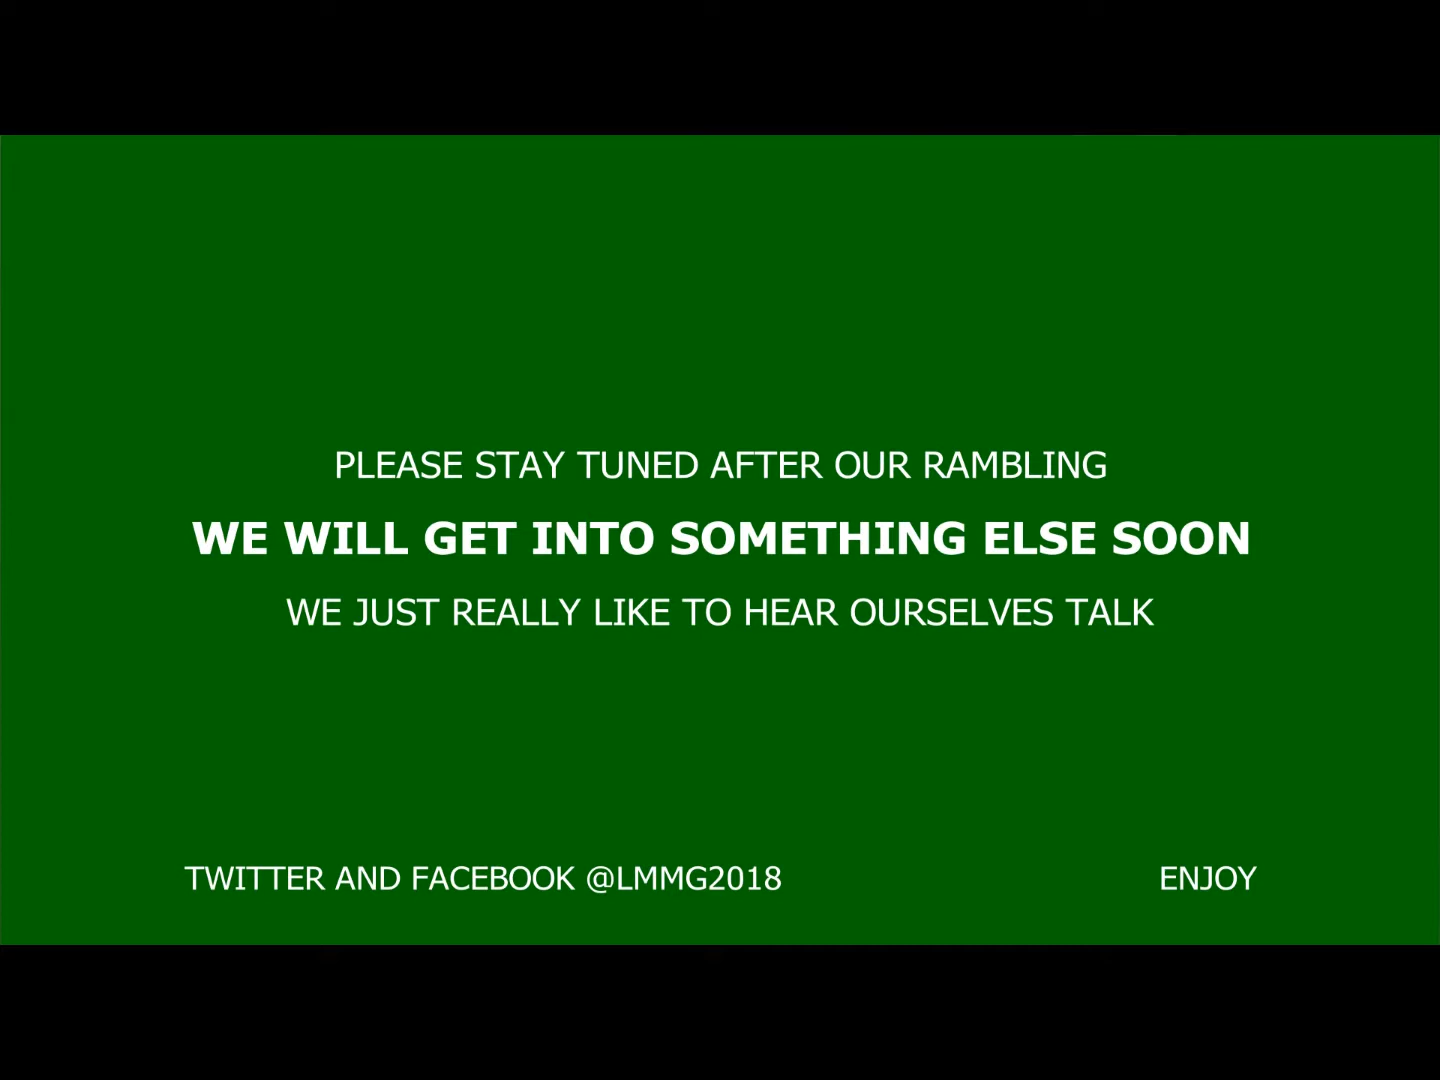 PLEASE STAY TUNED AFTER OUR RAMBLING
WE WILL GET INTO SOMETHING ELSE SOON
WE JUST REALLY LIKE TO HEAR OURSELVES TALK
TWITTER AND FACEBOOK @LMMG2018
ENJOY